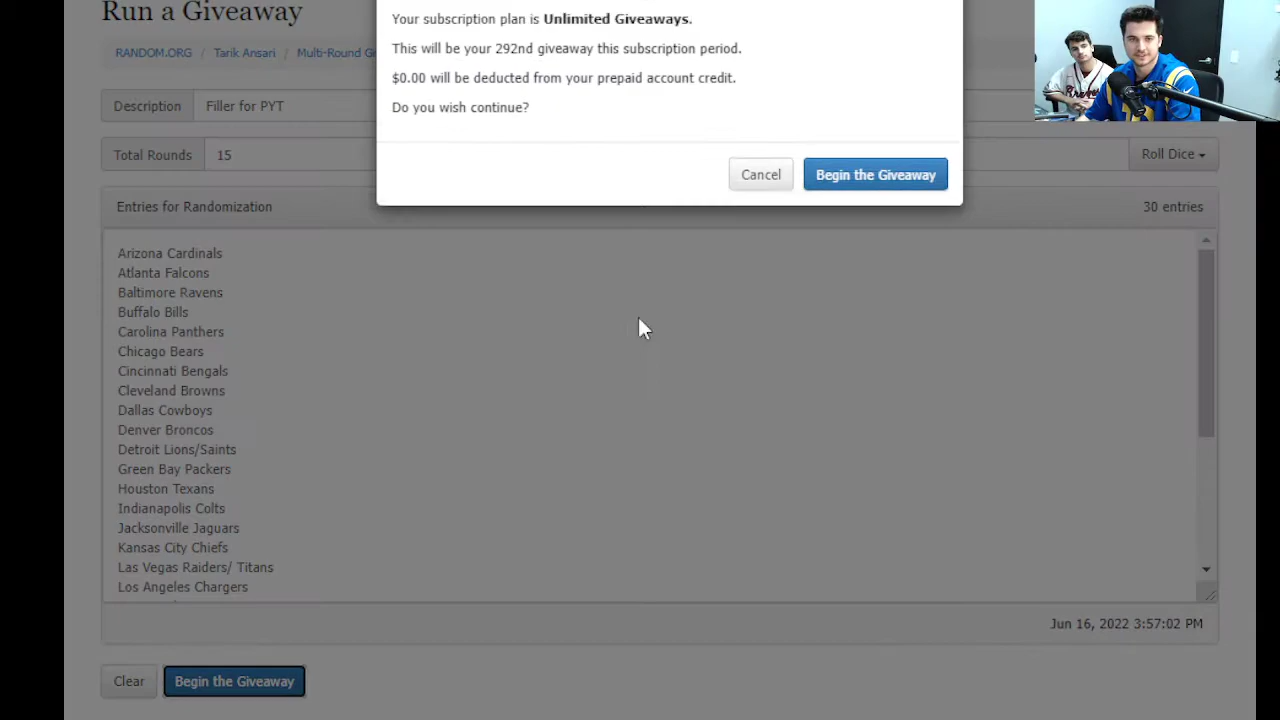 Run a Giveaway
Your subscription plan is Unlimited Giveaways.
This will be your 292nd giveaway this subscription period.
RANDOM.ORG / Tarik Ansari / Multi-Round
$0.00 will be deducted from your prepaid account credit.
Do you wish continue?
Description Filler for PYT
Total Rounds 15
Roll Dice
Cancel Begin the Giveaway
Entries for Randomization 30 entries
Arizona Cardinals
Atlanta Falcons
Baltimore Ravens
Buffalo Bills
Carolina Panthers
Chicago Bears
Cincinnati Bengals
Cleveland Browns
Dallas Cowboys
Denver Broncos
Detroit Lions/Saints
Green Bay Packers
Houston Texans
Indianapolis Colts
Jacksonville Jaguars
Kansas City Chiefs
Las Vegas Raiders/ Titans
Los Angeles Chargers
Jun 16, 2022 3:57:02 PM
Clear Begin the Giveaway